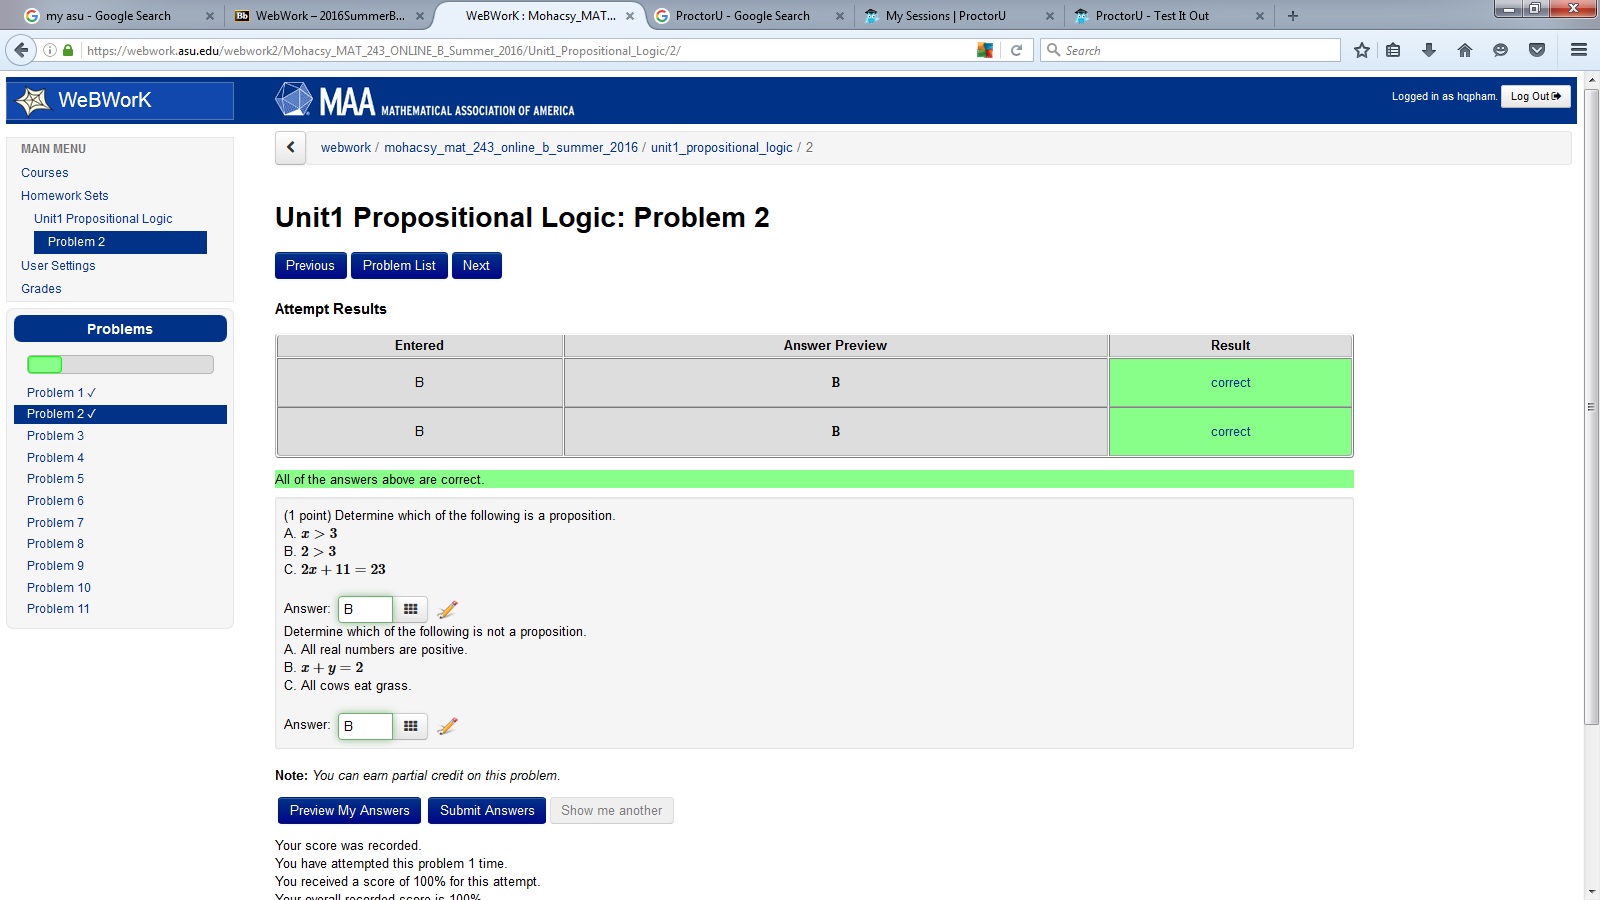 my asu - Google Search
Bb WebWork – 2016SummerB...
WeBWorK : Mohacsy_MAT...
ProctorU - Google Search
My Sessions | ProctorU
ProctorU - Test It Out
https://webwork.asu.edu/webwork2/Mohacsy_MAT_243_ONLINE_B_Summer_2016/Unit1_Propositional_Logic/2/
Search
WeBWorK
MAA MATHEMATICAL ASSOCIATION OF AMERICA
Logged in as hqpham. Log Out
MAIN MENU
Courses
Homework Sets
Unit1 Propositional Logic
Problem 2
User Settings
Grades
Problems
Problem 1 ✓
Problem 2 ✓
Problem 3
Problem 4
Problem 5
Problem 6
Problem 7
Problem 8
Problem 9
Problem 10
Problem 11
webwork / mohacsy_mat_243_online_b_summer_2016 / unit1_propositional_logic / 2
Unit1 Propositional Logic: Problem 2
Previous Problem List Next
Attempt Results
Entered Answer Preview Result
B B correct
B B correct
All of the answers above are correct.
(1 point) Determine which of the following is a proposition.
A. x > 3
B. 2 > 3
C. 2x + 11 = 23
Answer: B
Determine which of the following is not a proposition.
A. All real numbers are positive.
B. x + y = 2
C. All cows eat grass.
Answer: B
Note: You can earn partial credit on this problem.
Preview My Answers Submit Answers Show me another
Your score was recorded.
You have attempted this problem 1 time.
You received a score of 100% for this attempt.
Your overall recorded score is 100%.